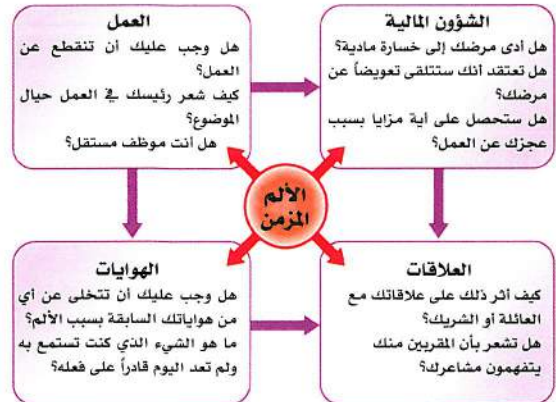 الشؤون المالية
هل أدى مرضك إلى خسارة مادية؟
هل تعتقد أنك ستتلقى تعويضاً عن
مرضك؟
هل ستحصل على أية مزايا بسبب
عجزك عن العمل؟
العمل
هل وجب عليك أن تنقطع عن
العمل؟
كيف شعر رئيسك في العمل حيال
الموضوع؟
هل أنت موظف مستقل؟
الألم
المزمن
العلاقات
كيف أثر ذلك على علاقاتك مع
العائلة أو الشريك؟
هل تشعر بأن المقربين منك
يتفهمون مشاعرك؟
الهوايات
هل وجب عليك أن تتخلى عن أي
من هواياتك السابقة بسبب الألم؟
ما هو الشيء الذي كنت تستمع به
ولم تعد اليوم قادراً على فعله؟